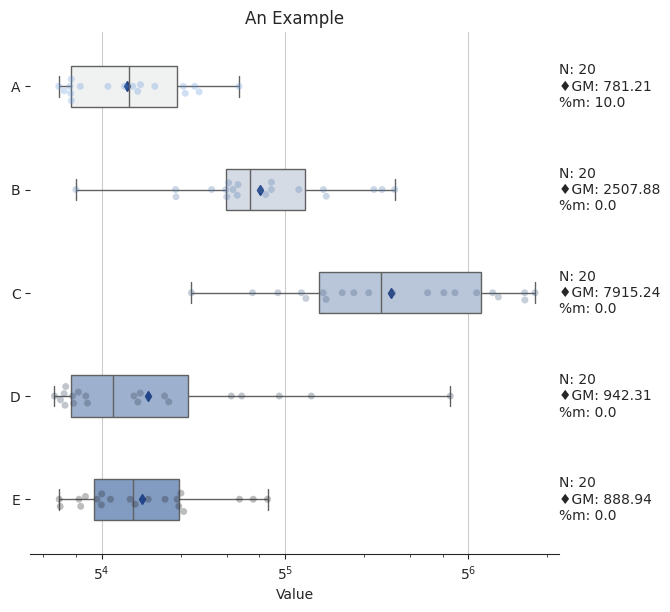 An Example
A
N: 20
♦GM: 781.21
%m: 10.0
B
N: 20
♦GM: 2507.88
%m: 0.0
C
N: 20
♦GM: 7915.24
%m: 0.0
D
N: 20
♦GM: 942.31
%m: 0.0
E
N: 20
♦GM: 888.94
%m: 0.0
5⁴ 5⁵ 5⁶
Value